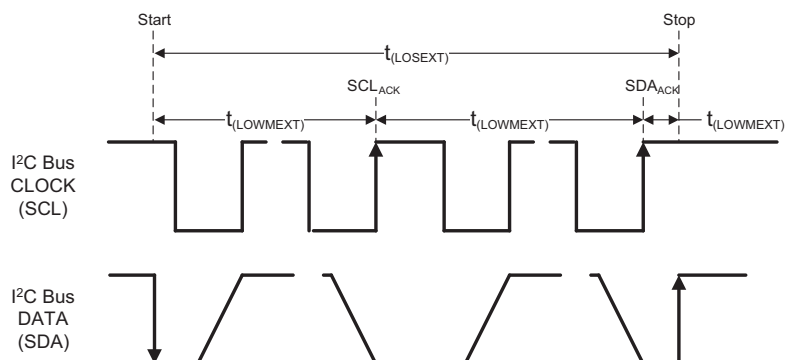 Start Stop
t(LOSEXT)
SCLACK SDAACK
t(LOWMEXT) t(LOWMEXT) t(LOWMEXT)
I2C Bus
CLOCK
(SCL)
I2C Bus
DATA
(SDA)